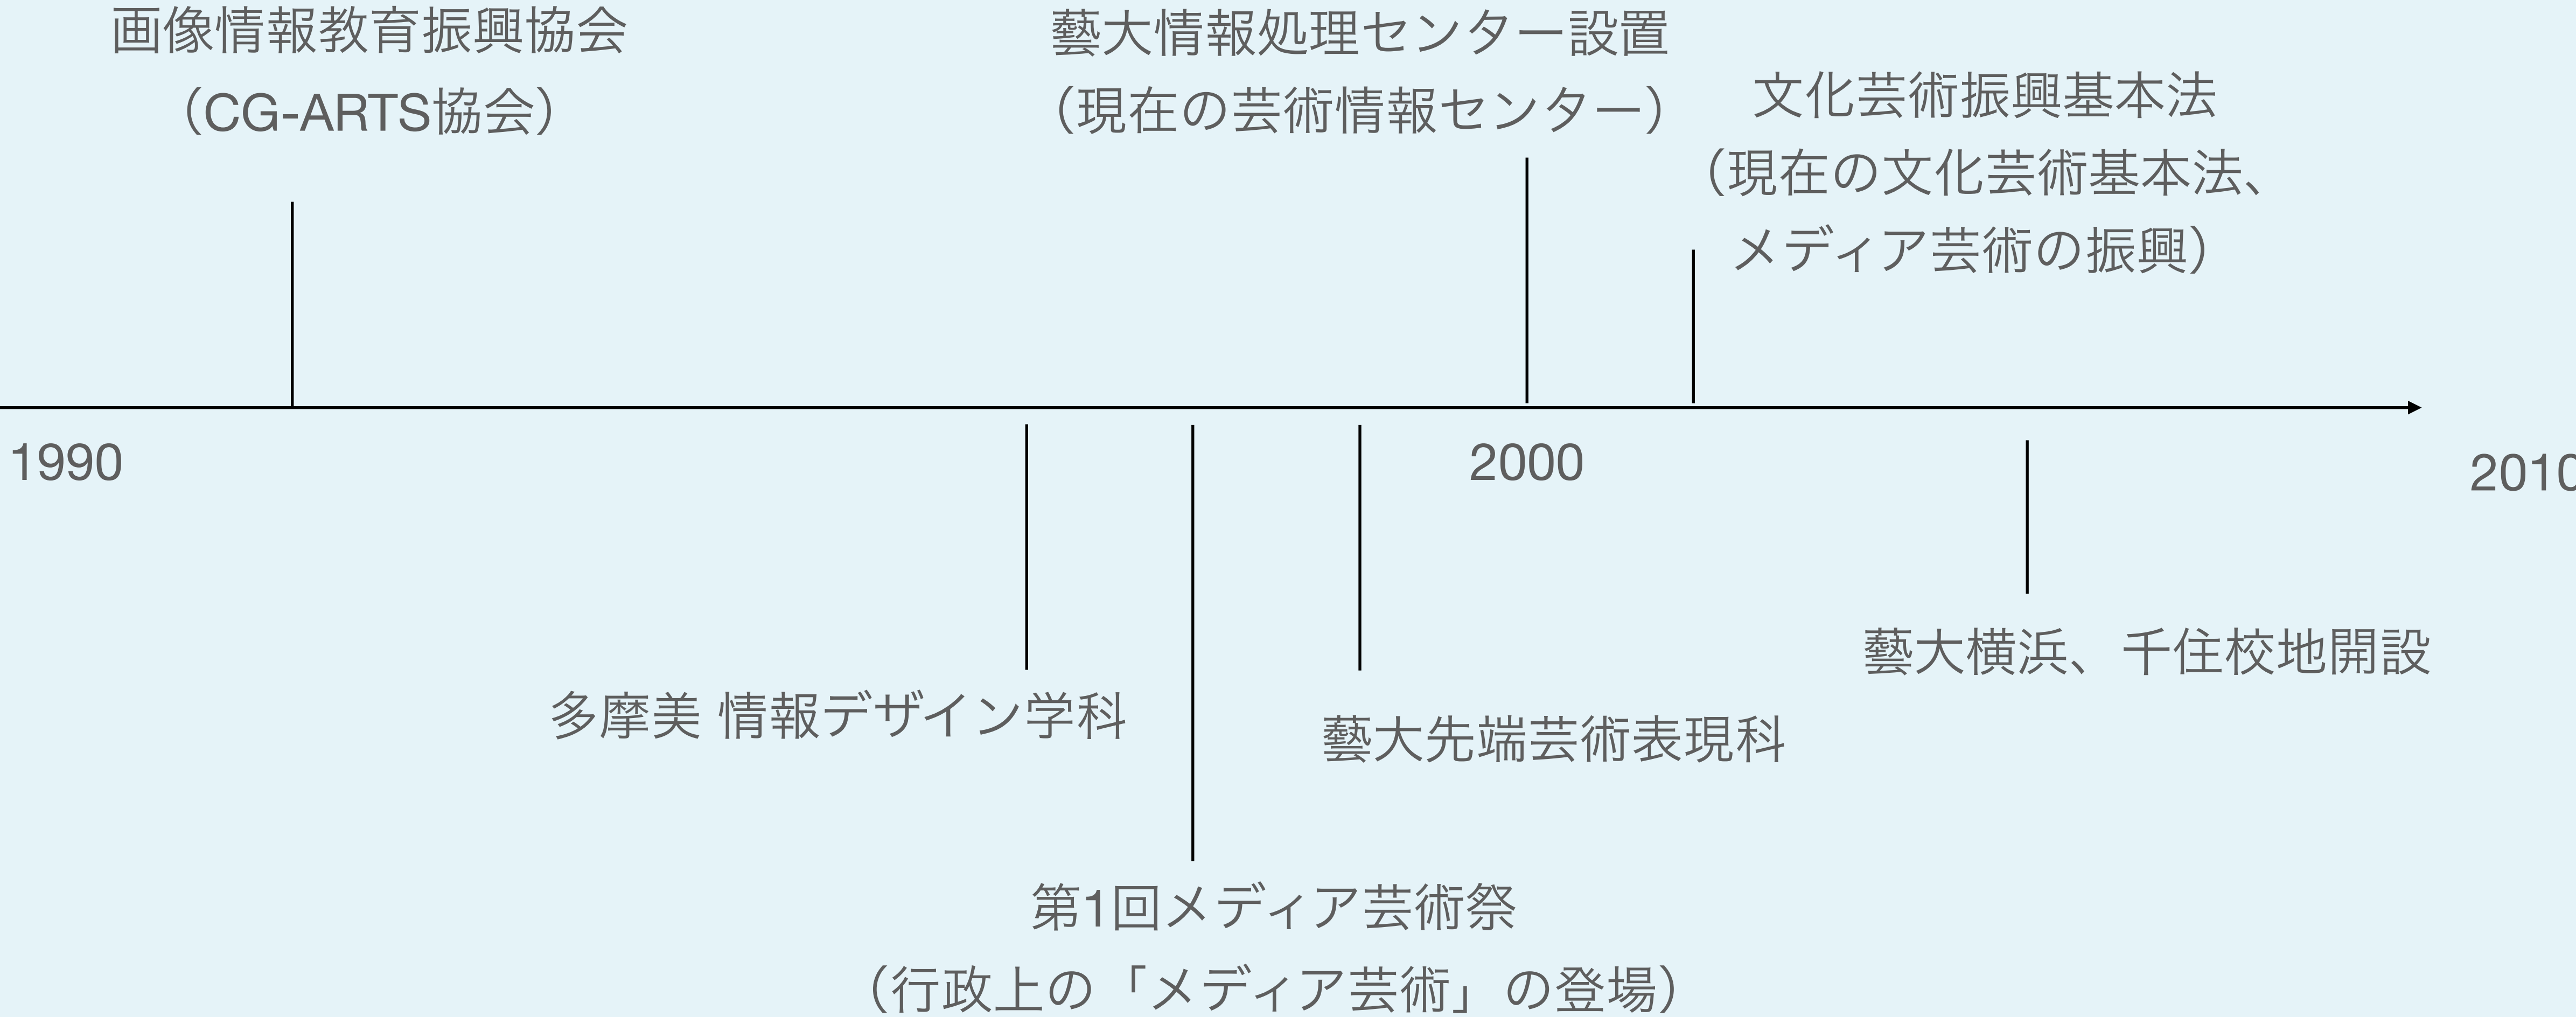 画像情報教育振興協会
（CG-ARTS協会）
藝大情報処理センター設置
（現在の芸術情報センター）
文化芸術振興基本法
（現在の文化芸術基本法、
メディア芸術の振興）
1990
2000
2010
多摩美 情報デザイン学科
藝大先端芸術表現科
藝大横浜、千住校地開設
第1回メディア芸術祭
（行政上の「メディア芸術」の登場）